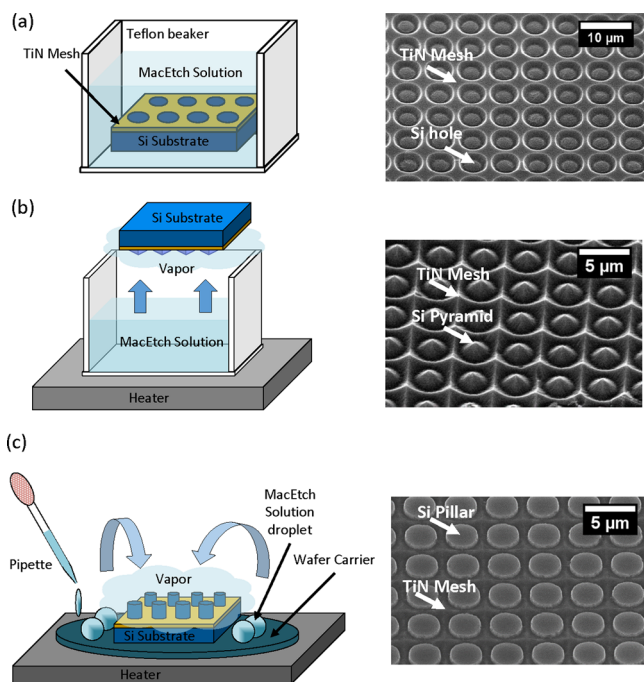 (a)
Teflon beaker
TiN Mesh
MacEtch Solution
Si Substrate
10 µm
TiN Mesh
Si hole
(b)
Si Substrate
Vapor
MacEtch Solution
Heater
5 µm
TiN Mesh
Si Pyramid
(c)
MacEtch
Solution
droplet
Wafer Carrier
Pipette
Vapor
Si Substrate
Heater
Si Pillar
5 µm
TiN Mesh